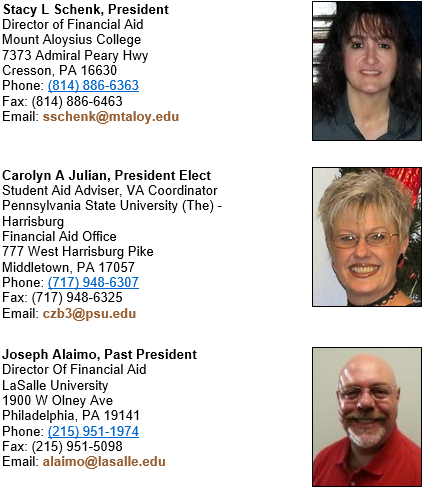 Stacy L Schenk, President
Director of Financial Aid
Mount Aloysius College
7373 Admiral Peary Hwy
Cresson, PA 16630
Phone: (814) 886-6363
Fax: (814) 886-6463
Email: sschenk@mtaloy.edu
Carolyn A Julian, President Elect
Student Aid Adviser, VA Coordinator
Pennsylvania State University (The) -
Harrisburg
Financial Aid Office
777 West Harrisburg Pike
Middletown, PA 17057
Phone: (717) 948-6307
Fax: (717) 948-6325
Email: czb3@psu.edu
Joseph Alaimo, Past President
Director Of Financial Aid
LaSalle University
1900 W Olney Ave
Philadelphia, PA 19141
Phone: (215) 951-1974
Fax: (215) 951-5098
Email: alaimo@lasalle.edu